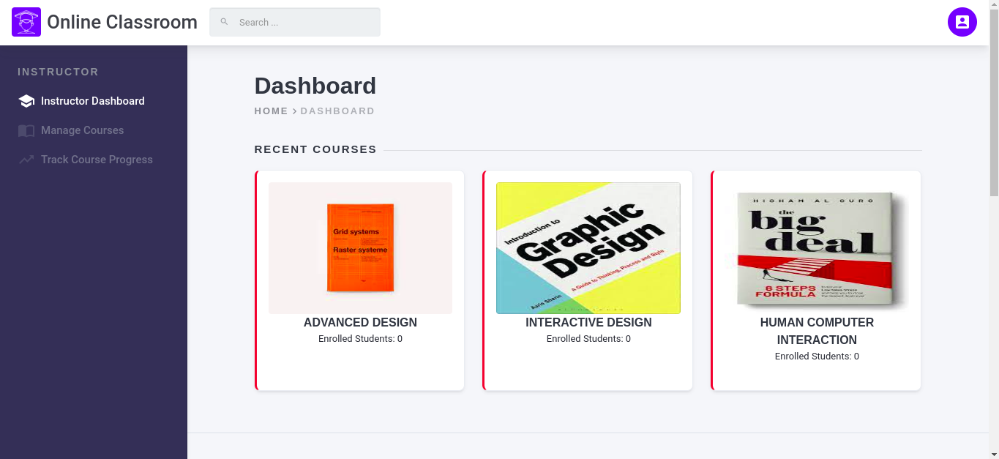 Online Classroom
Search ...
INSTRUCTOR
Instructor Dashboard
Manage Courses
Track Course Progress
Dashboard
HOME > DASHBOARD
RECENT COURSES
Grid systems
Raster systeme
ADVANCED DESIGN
Enrolled Students: 0
Introduction to
Graphic
Design
A Guide to Thinking, Process and Style
Aaris Sherin
INTERACTIVE DESIGN
Enrolled Students: 0
HISHAM AL GURG
the
big
deal
6 STEPS
FORMULA
HUMAN COMPUTER
INTERACTION
Enrolled Students: 0